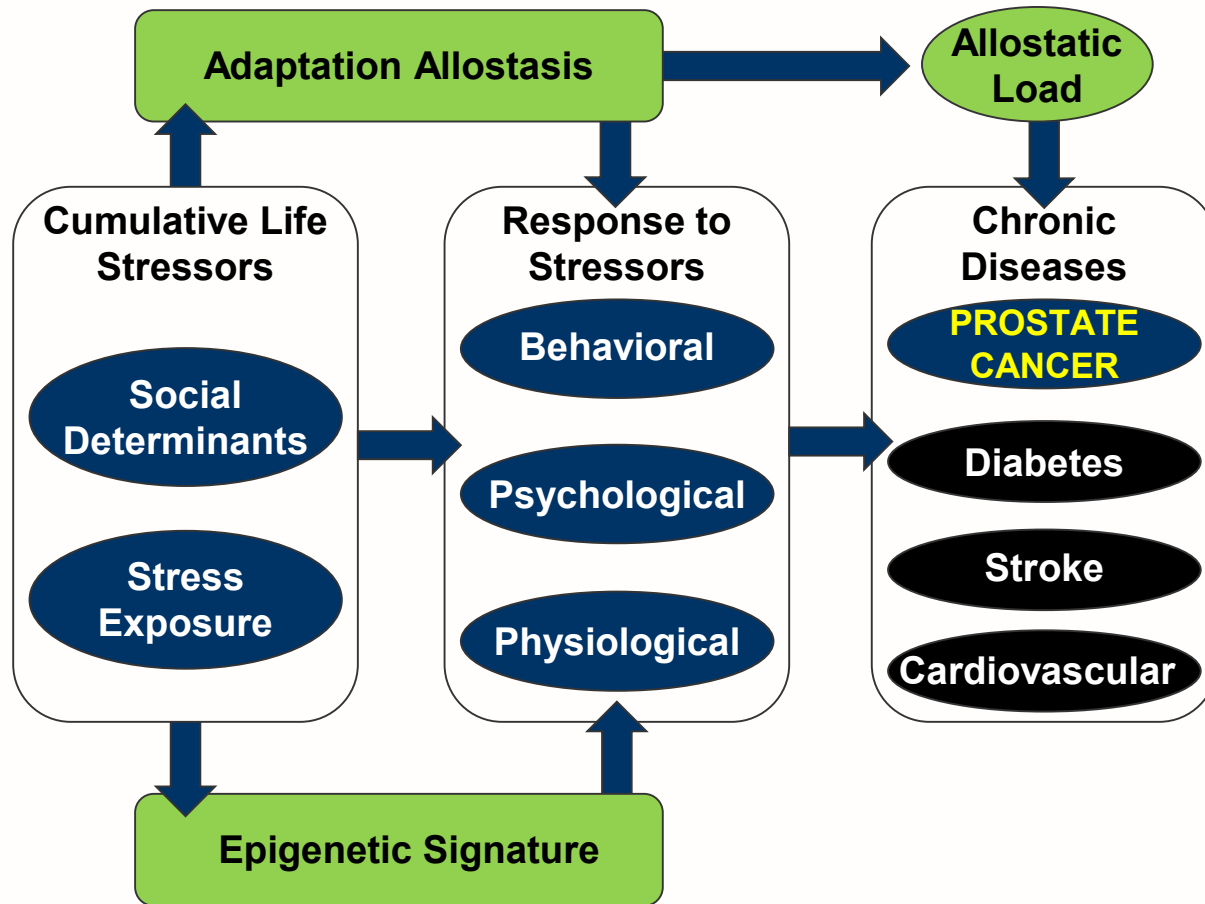 Adaptation Allostasis
Allostatic
Load
Cumulative Life
Stressors
Social
Determinants
Stress
Exposure
Response to
Stressors
Behavioral
Psychological
Physiological
Chronic
Diseases
PROSTATE
CANCER
Diabetes
Stroke
Cardiovascular
Epigenetic Signature